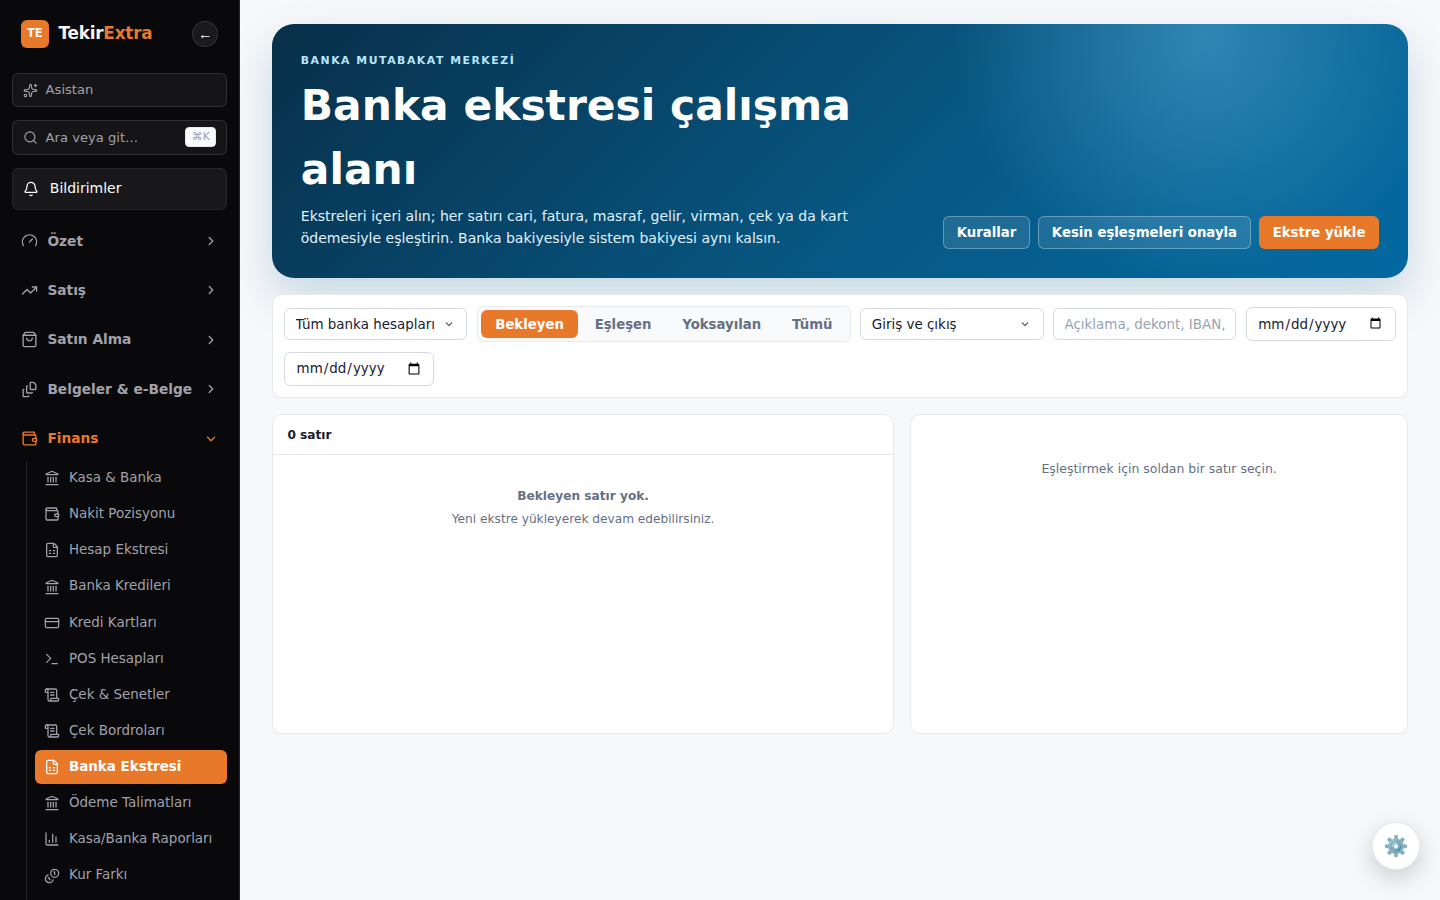 TE TekirExtra ←
Asistan
Ara veya git... ⌘K
Bildirimler
Özet
Satış
Satın Alma
Belgeler & e-Belge
Finans
Kasa & Banka
Nakit Pozisyonu
Hesap Ekstresi
Banka Kredileri
Kredi Kartları
POS Hesapları
Çek & Senetler
Çek Bordroları
Banka Ekstresi
Ödeme Talimatları
Kasa/Banka Raporları
Kur Farkı
BANKA MUTABAKAT MERKEZİ
Banka ekstresi çalışma
alanı
Ekstreleri içeri alın; her satırı cari, fatura, masraf, gelir, virman, çek ya da kart
ödemesiyle eşleştirin. Banka bakiyesiyle sistem bakiyesi aynı kalsın.
Kurallar Kesin eşleşmeleri onayla Ekstre yükle
Tüm banka hesapları Bekleyen Eşleşen Yoksayılan Tümü Giriş ve çıkış Açıklama, dekont, IBAN, mm/dd/yyyy
mm/dd/yyyy
0 satır
Bekleyen satır yok.
Yeni ekstre yükleyerek devam edebilirsiniz.
Eşleştirmek için soldan bir satır seçin.